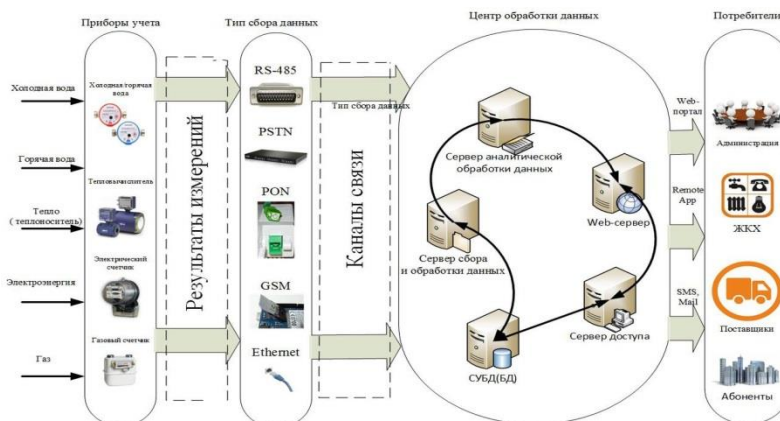 Приборы учета
Тип сбора данных
Центр обработки данных
Потребители
Холодная вода
Горячая вода
Тепло
( теплоноситель)
Электроэнергия
Газ
Холодная/горячая
вода
Тепловычислитель
Электрический счетчик
Газовый счетчик
Результаты измерений
RS-485
PSTN
PON
GSM
Ethernet
Тип сбора данных
Каналы связи
Сервер аналитической
обработки данных
Web-сервер
Сервер сбора
и обработки данных
Сервер доступа
СУБД(БД)
Web-
портал
Remote
App
SMS,
Mail
Администрация
ЖКХ
Поставщики
Абоненты